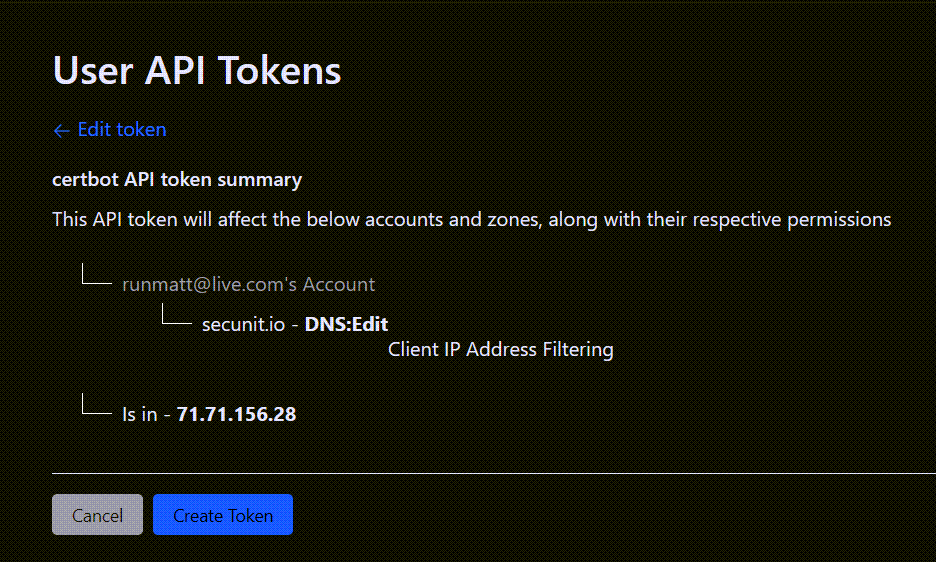 User API Tokens
← Edit token
certbot API token summary
This API token will affect the below accounts and zones, along with their respective permissions
runmatt@live.com's Account
secunit.io - DNS:Edit
Client IP Address Filtering
Is in - 71.71.156.28
Cancel
Create Token